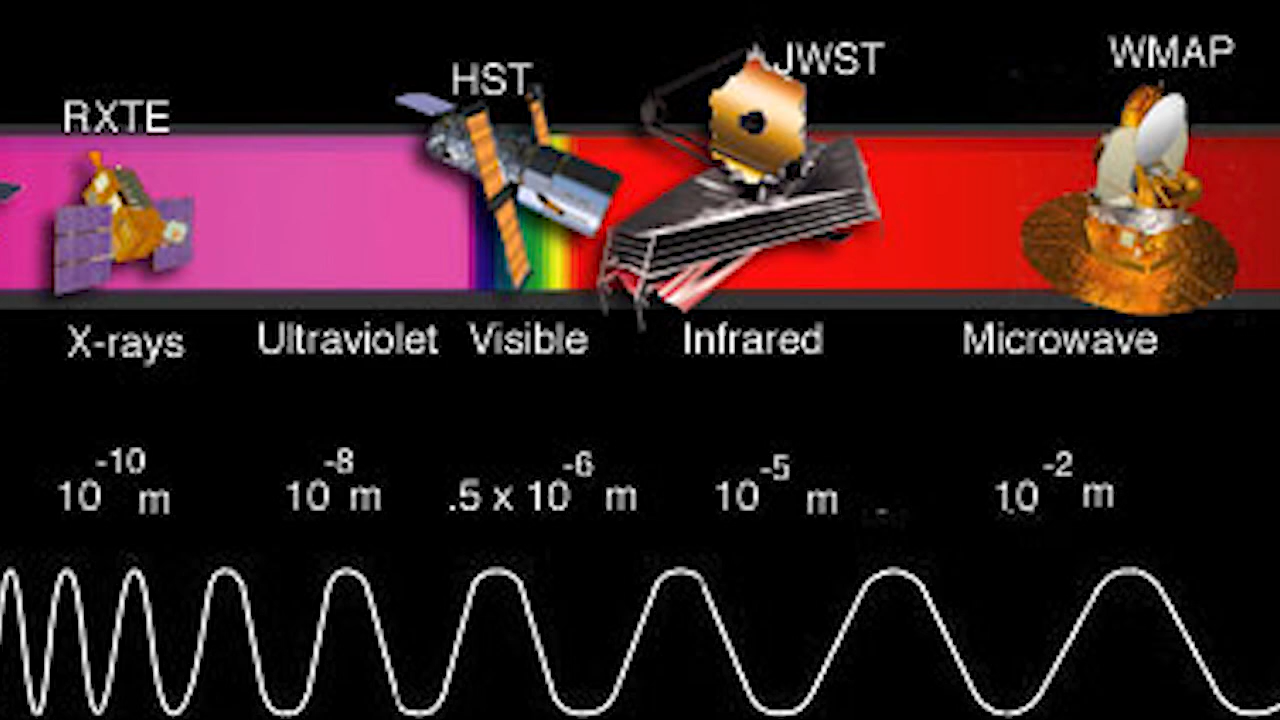 RXTE HST JWST WMAP
X-rays Ultraviolet Visible Infrared Microwave
10⁻¹⁰ m 10⁻⁸ m .5 x 10⁻⁶ m 10⁻⁵ m 10⁻² m